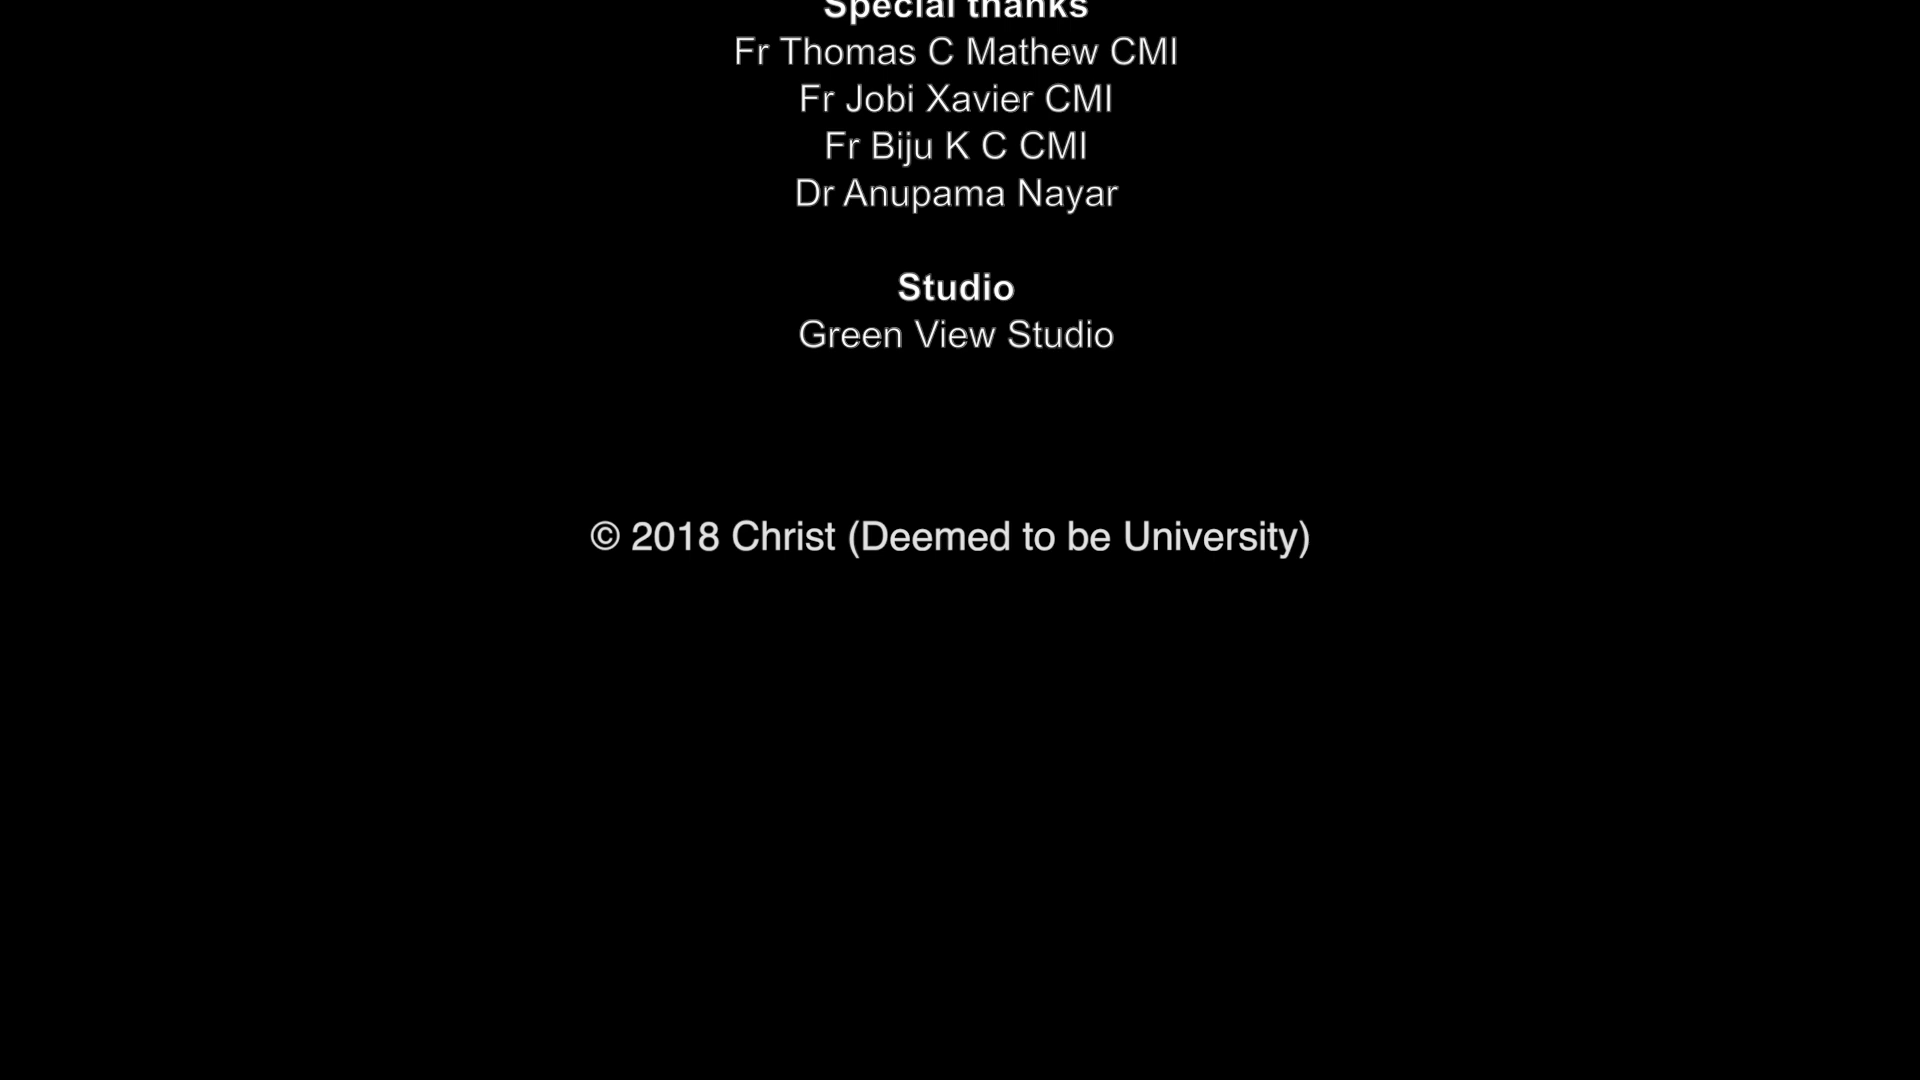 Special thanks
Fr Thomas C Mathew CMI
Fr Jobi Xavier CMI
Fr Biju K C CMI
Dr Anupama Nayar
Studio
Green View Studio
© 2018 Christ (Deemed to be University)